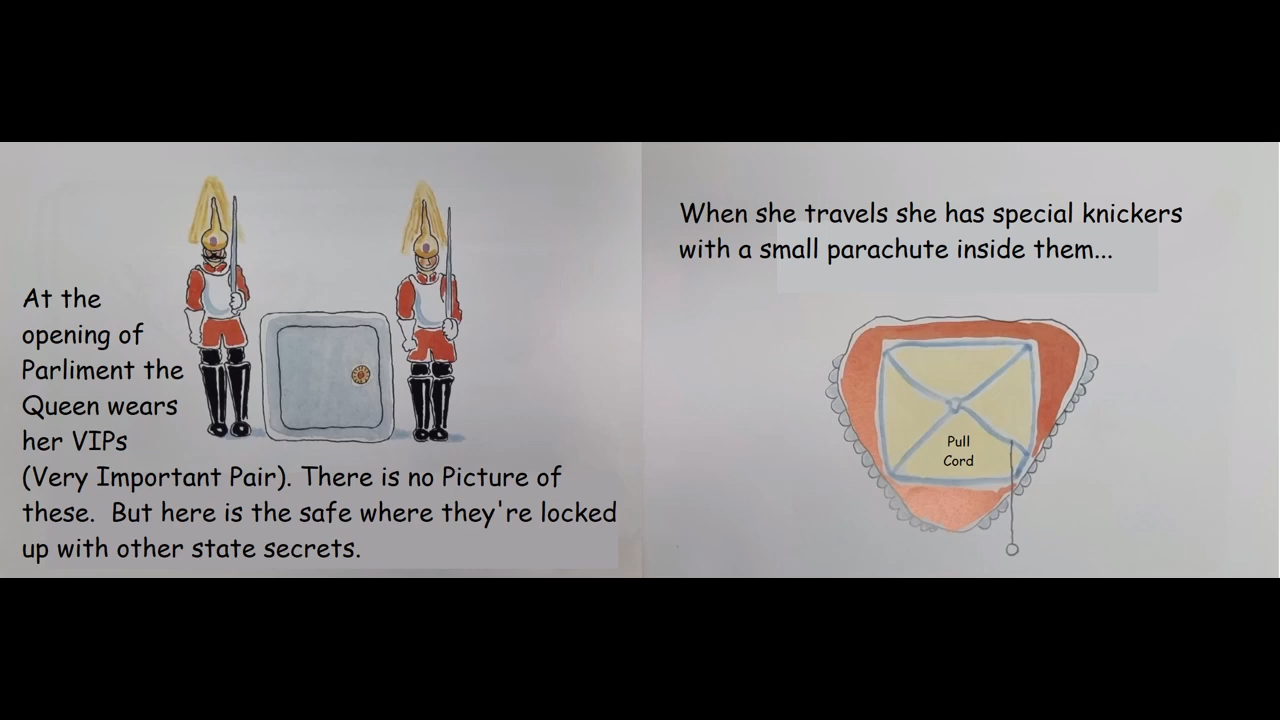 At the
opening of
Parliment the
Queen wears
her VIPs
(Very Important Pair). There is no Picture of
these. But here is the safe where they're locked
up with other state secrets.
When she travels she has special knickers
with a small parachute inside them...
Pull
Cord